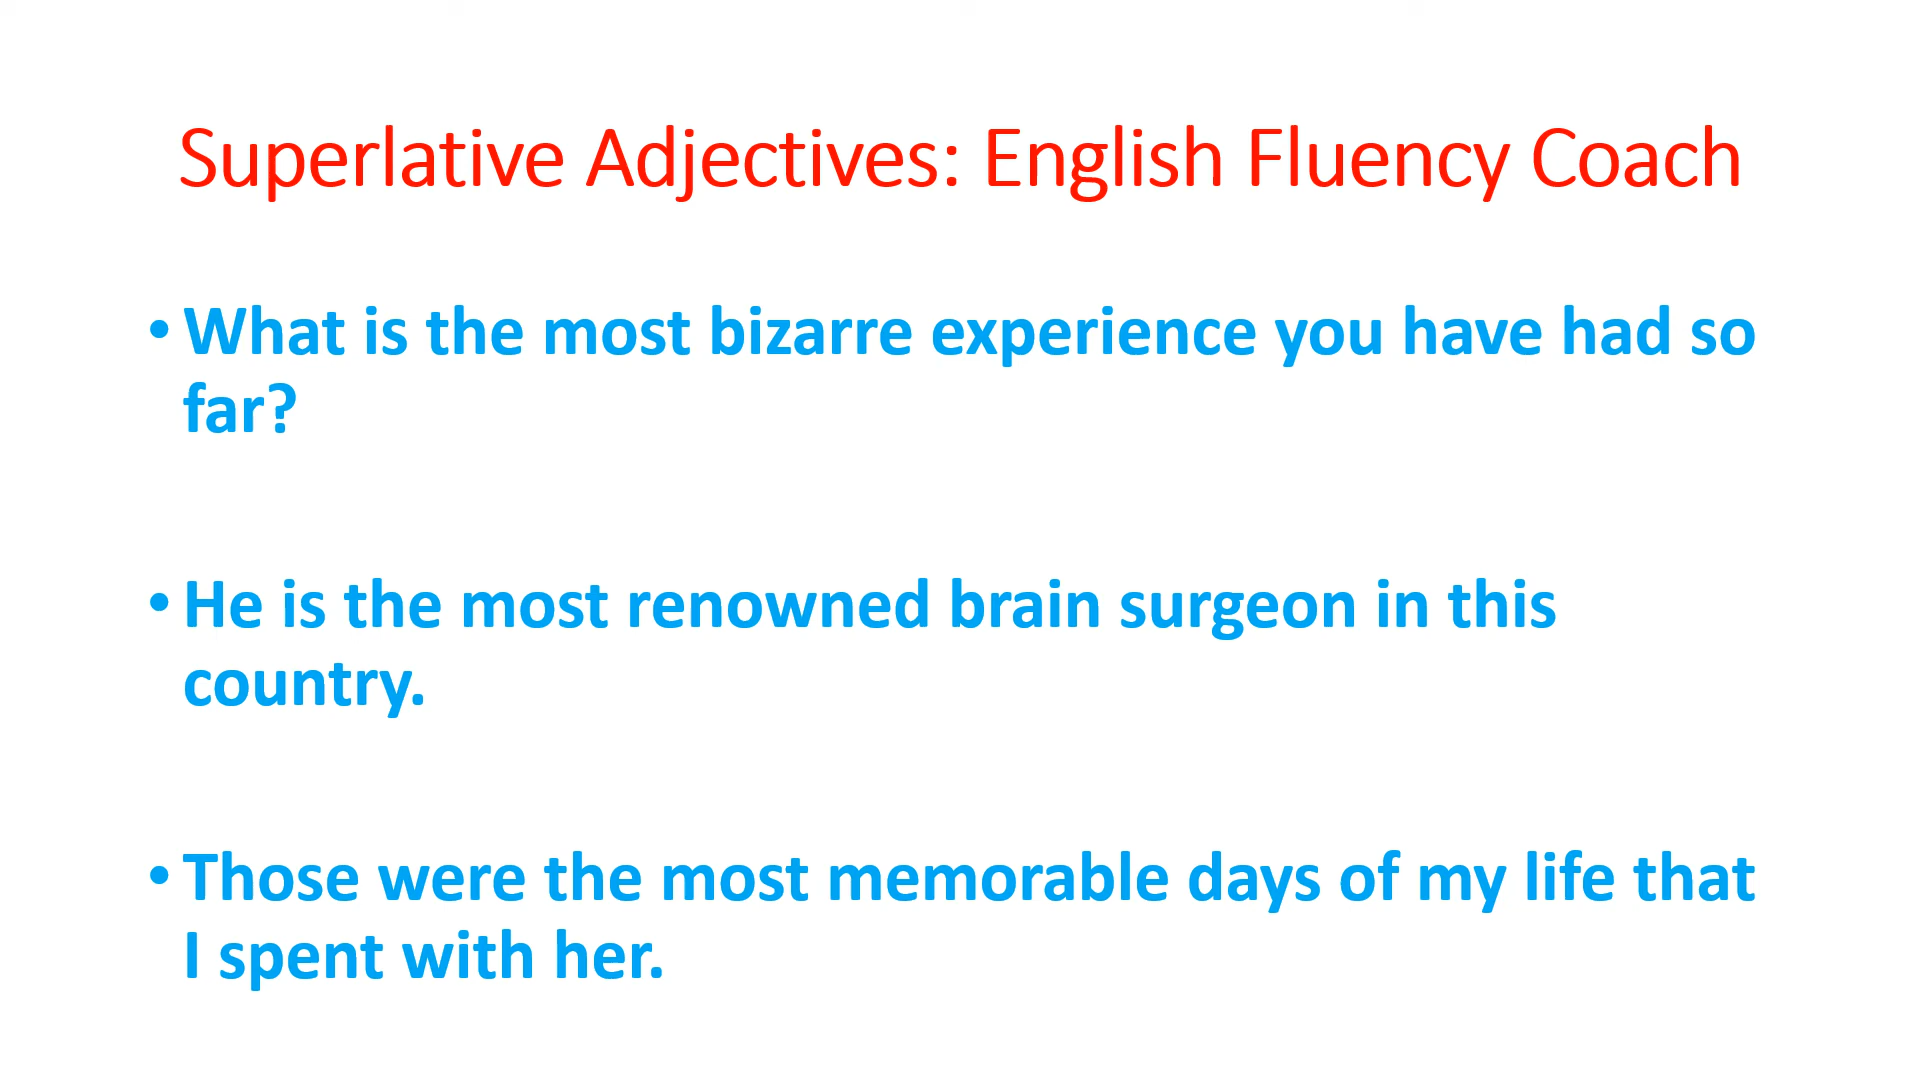 Superlative Adjectives: English Fluency Coach
• What is the most bizarre experience you have had so
far?
• He is the most renowned brain surgeon in this
country.
• Those were the most memorable days of my life that
I spent with her.